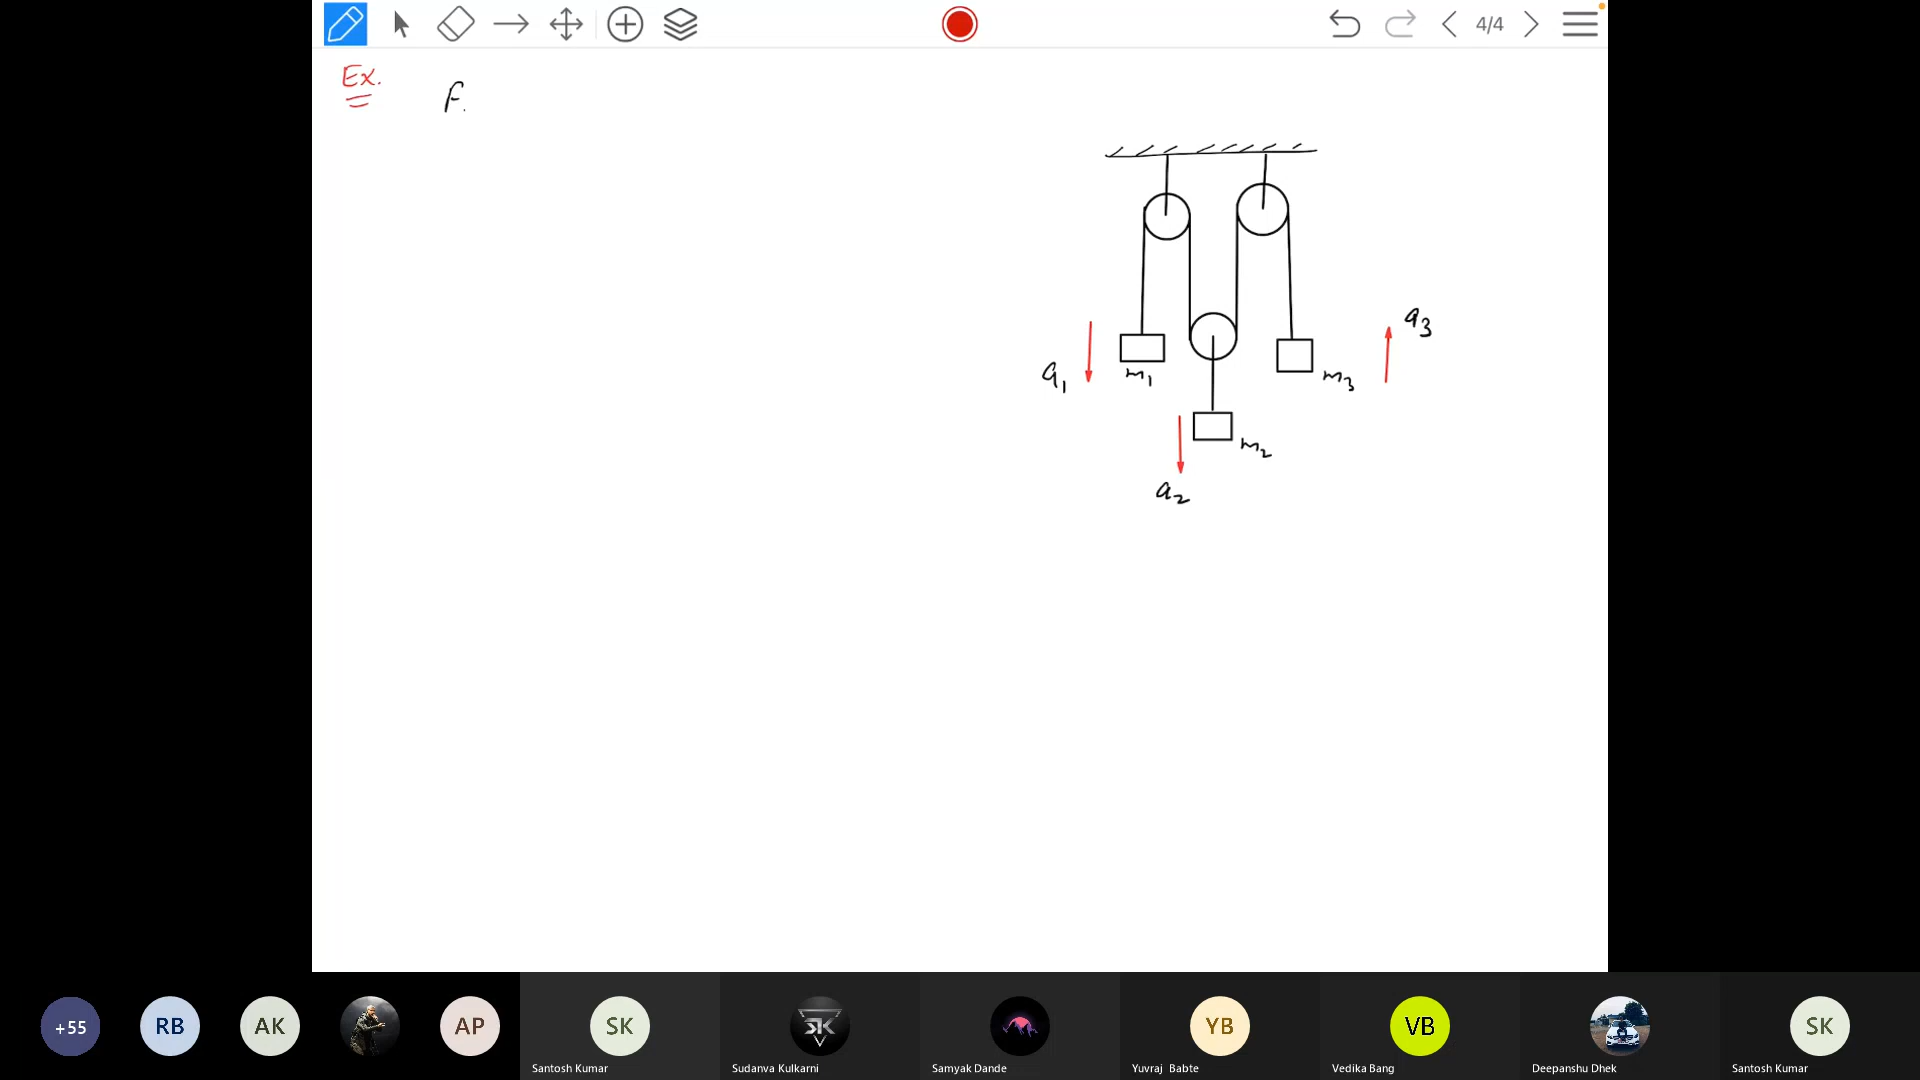 4/4
Ex.
F.
a3
a1
m1
m3
m2
a2
+55
RB
AK
AP
SK
SK
YB
VB
SK
Santosh Kumar
Sudanva Kulkarni
Samyak Dande
Yuvraj Babte
Vedika Bang
Deepanshu Dhek
Santosh Kumar